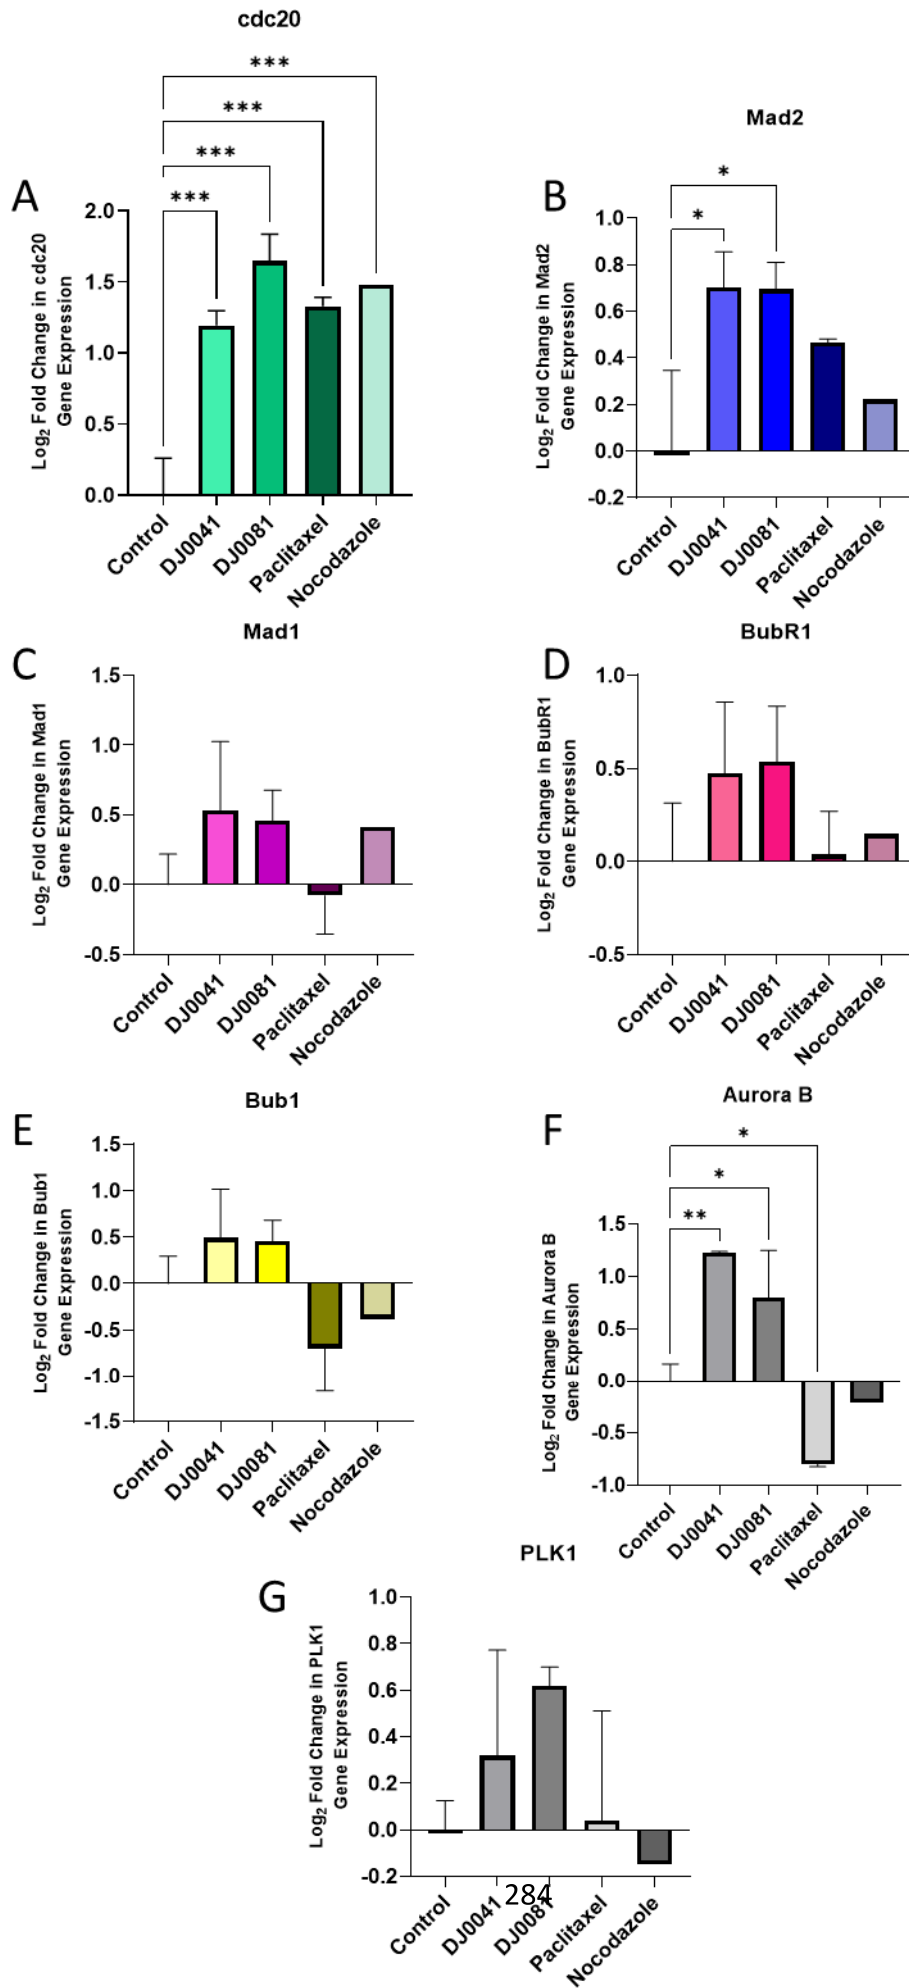 cdc20
***
***
***
***
A
2.0
1.5
1.0
0.5
0.0
Log2 Fold Change in cdc20
Gene Expression
Control
DJ0041
DJ0081
Paclitaxel
Nocodazole
Mad2
*
*
B
1.0
0.8
0.6
0.4
0.2
0.0
-0.2
Log2 Fold Change in Mad2
Gene Expression
Control
DJ0041
DJ0081
Paclitaxel
Nocodazole
Mad1
C
1.5
1.0
0.5
0.0
-0.5
Log2 Fold Change in Mad1
Gene Expression
Control
DJ0041
DJ0081
Paclitaxel
Nocodazole
BubR1
D
1.0
0.5
0.0
-0.5
Log2 Fold Change in BubR1
Gene Expression
Control
DJ0041
DJ0081
Paclitaxel
Nocodazole
Bub1
E
1.5
1.0
0.5
0.0
-0.5
-1.0
-1.5
Log2 Fold Change in Bub1
Gene Expression
Control
DJ0041
DJ0081
Paclitaxel
Nocodazole
Aurora B
F
*
*
**
1.5
1.0
0.5
0.0
-0.5
-1.0
Log2 Fold Change in Aurora B
Gene Expression
Control
DJ0041
DJ0081
Paclitaxel
Nocodazole
PLK1
G
1.0
0.8
0.6
0.4
0.2
0.0
-0.2
Log2 Fold Change in PLK1
Gene Expression
Control
DJ0041
DJ0081
Paclitaxel
Nocodazole
284